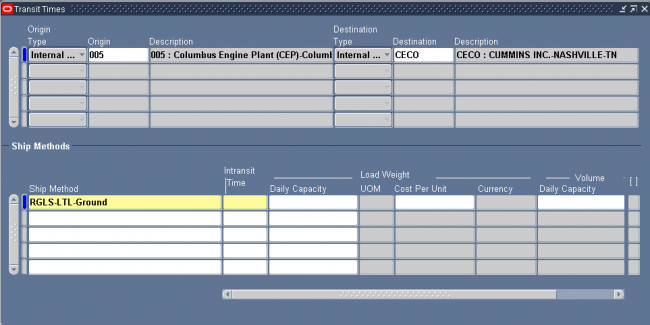 Transit Times
Origin Destination
Type Origin Description Type Destination Description
Internal ... 005 005 : Columbus Engine Plant (CEP)-Columl Internal ... CECO CECO : CUMMINS INC.-NASHVILLE-TN
Ship Methods
Intransit Load Weight Volume
Ship Method Time Daily Capacity UOM Cost Per Unit Currency Daily Capacity [ ]
RGLS-LTL-Ground